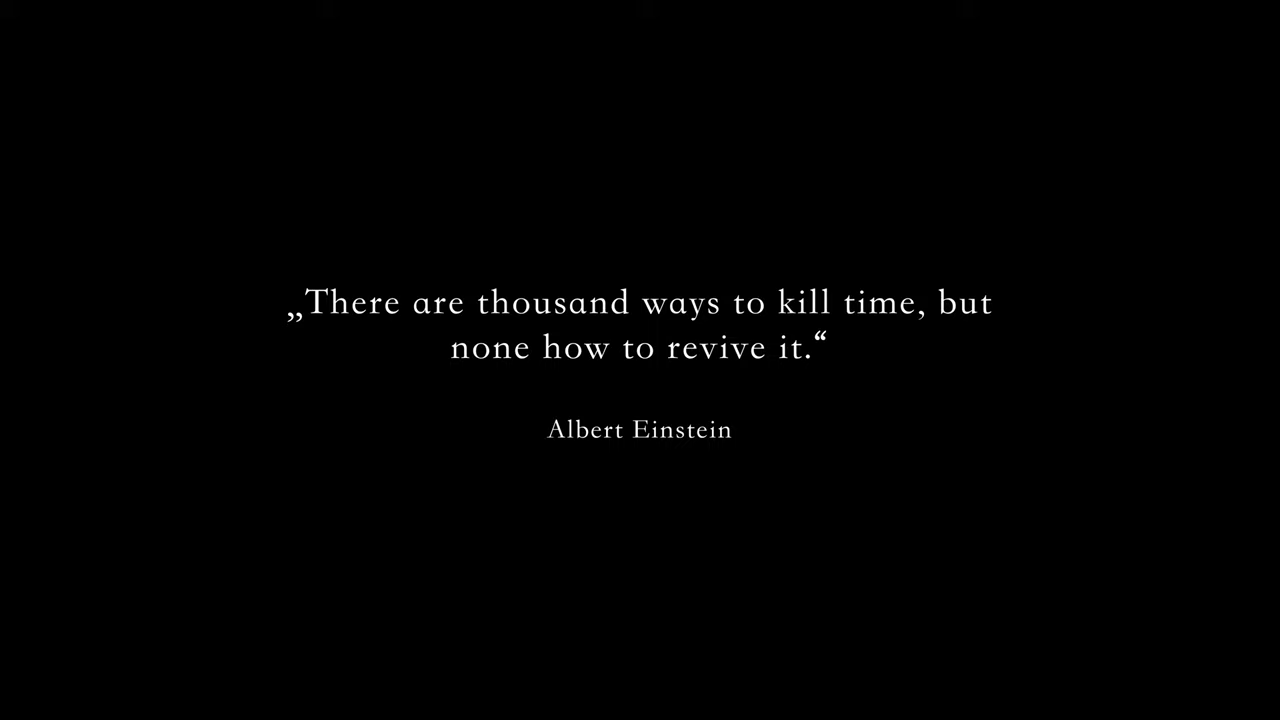 „There are thousand ways to kill time, but
none how to revive it.“
Albert Einstein